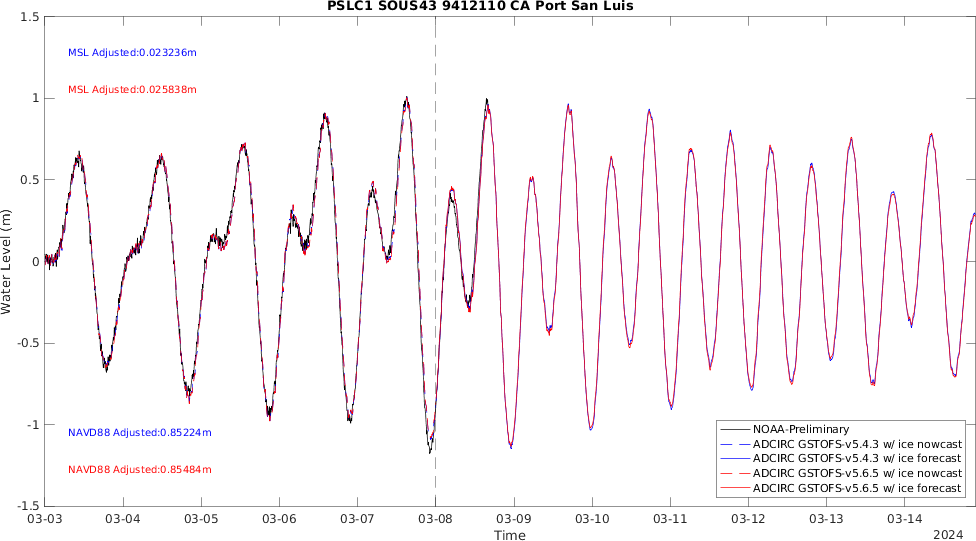 PSLC1 SOUS43 9412110 CA Port San Luis
1.5
MSL Adjusted:0.023236m
MSL Adjusted:0.025838m
1
0.5
0
-0.5
-1
-1.5
Water Level (m)
NAVD88 Adjusted:0.85224m
NAVD88 Adjusted:0.85484m
NOAA-Preliminary
ADCIRC GSTOFS-v5.4.3 w/ ice nowcast
ADCIRC GSTOFS-v5.4.3 w/ ice forecast
ADCIRC GSTOFS-v5.6.5 w/ ice nowcast
ADCIRC GSTOFS-v5.6.5 w/ ice forecast
03-03 03-04 03-05 03-06 03-07 03-08 03-09 03-10 03-11 03-12 03-13 03-14
Time
2024